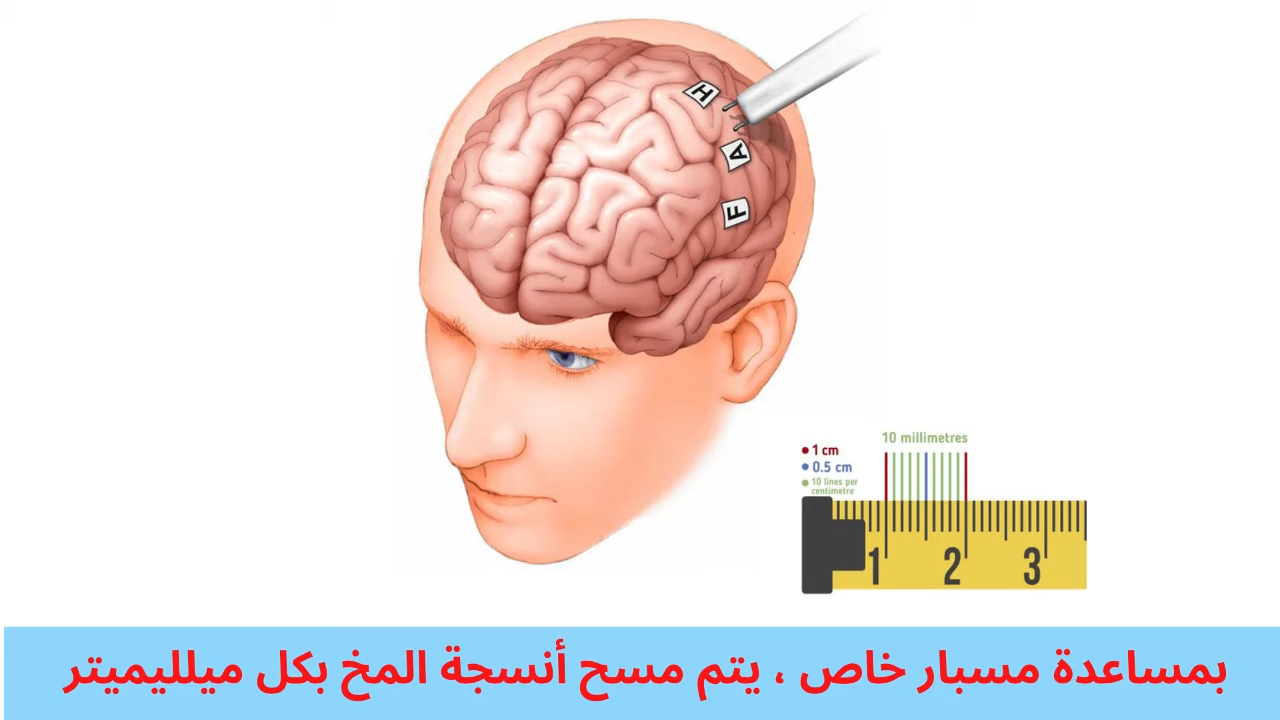 H
A
F
10 millimetres
1 cm
0.5 cm
10 lines per
centimetre
1 2 3
بمساعدة مسبار خاص ، يتم مسح أنسجة المخ بكل ميلليميتر